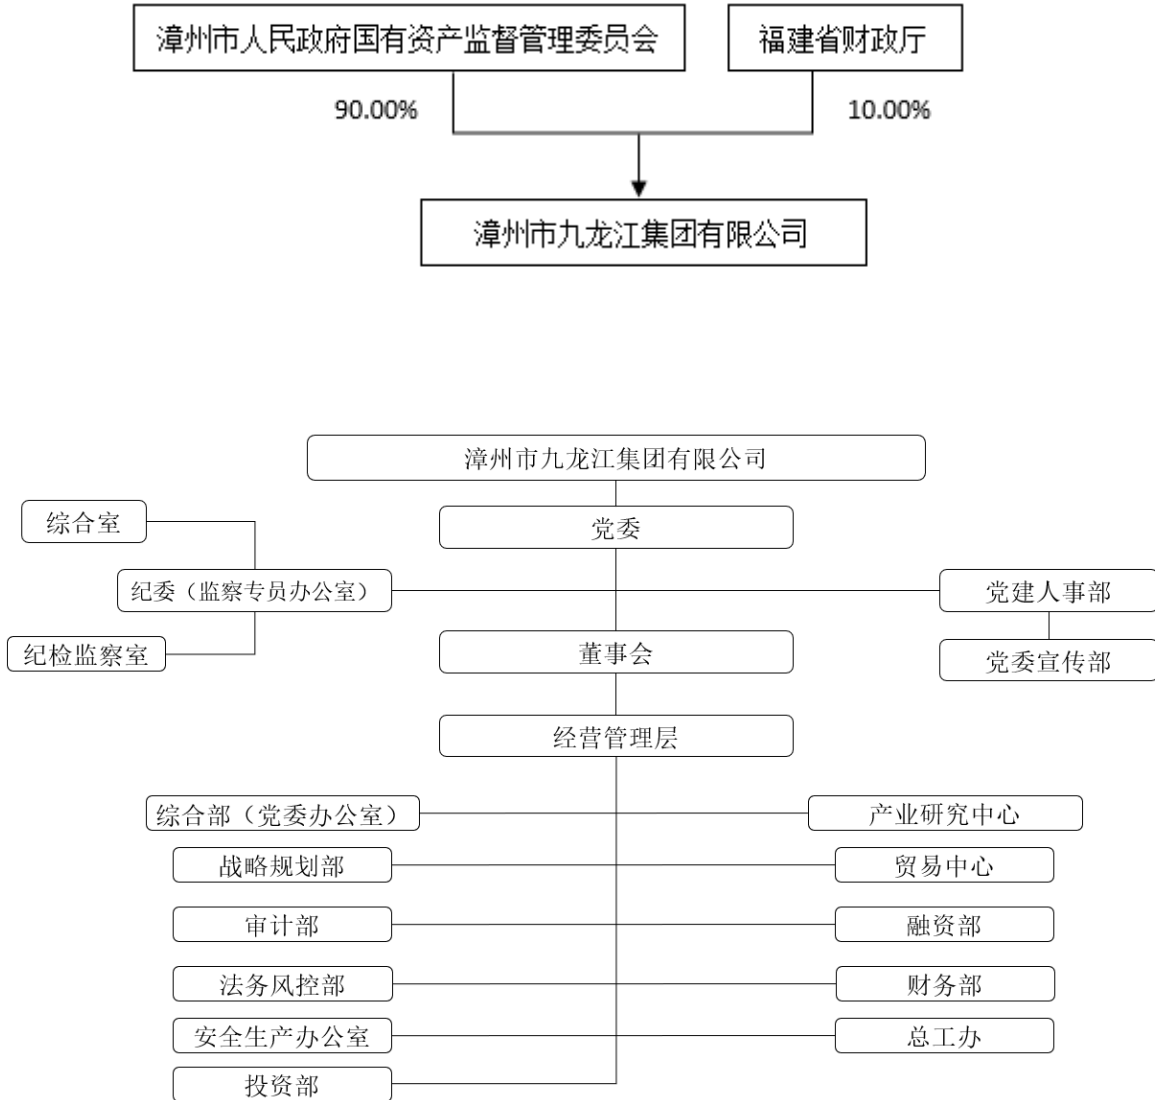 漳州市人民政府国有资产监督管理委员会
福建省财政厅
90.00%
10.00%
漳州市九龙江集团有限公司
漳州市九龙江集团有限公司
综合室
党委
纪委（监察专员办公室）
党建人事部
纪检监察室
董事会
党委宣传部
经营管理层
综合部（党委办公室）
产业研究中心
战略规划部
贸易中心
审计部
融资部
法务风控部
财务部
安全生产办公室
总工办
投资部